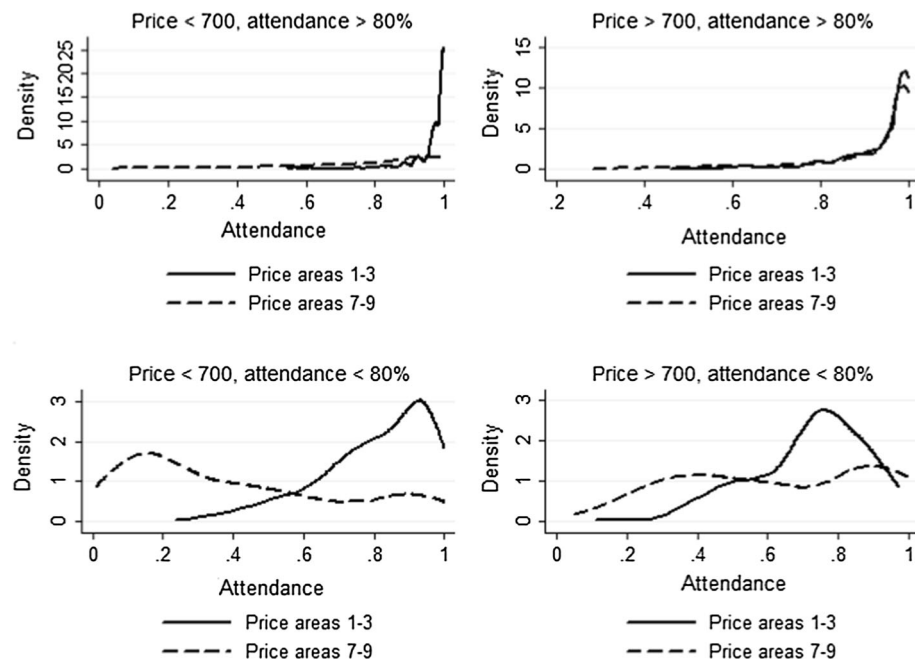 Price < 700, attendance > 80%
Density
0 5 15 2025
0 .2 .4 .6 .8 1
Attendance
Price areas 1-3
Price areas 7-9
Price > 700, attendance > 80%
Density
0 5 10 15
0.2 .4 .6 .8 1
Attendance
Price areas 1-3
Price areas 7-9
Price < 700, attendance < 80%
Density
0 1 2 3
0 .2 .4 .6 .8 1
Attendance
Price areas 1-3
Price areas 7-9
Price > 700, attendance < 80%
Density
0 1 2 3
0 .2 .4 .6 .8 1
Attendance
Price areas 1-3
Price areas 7-9